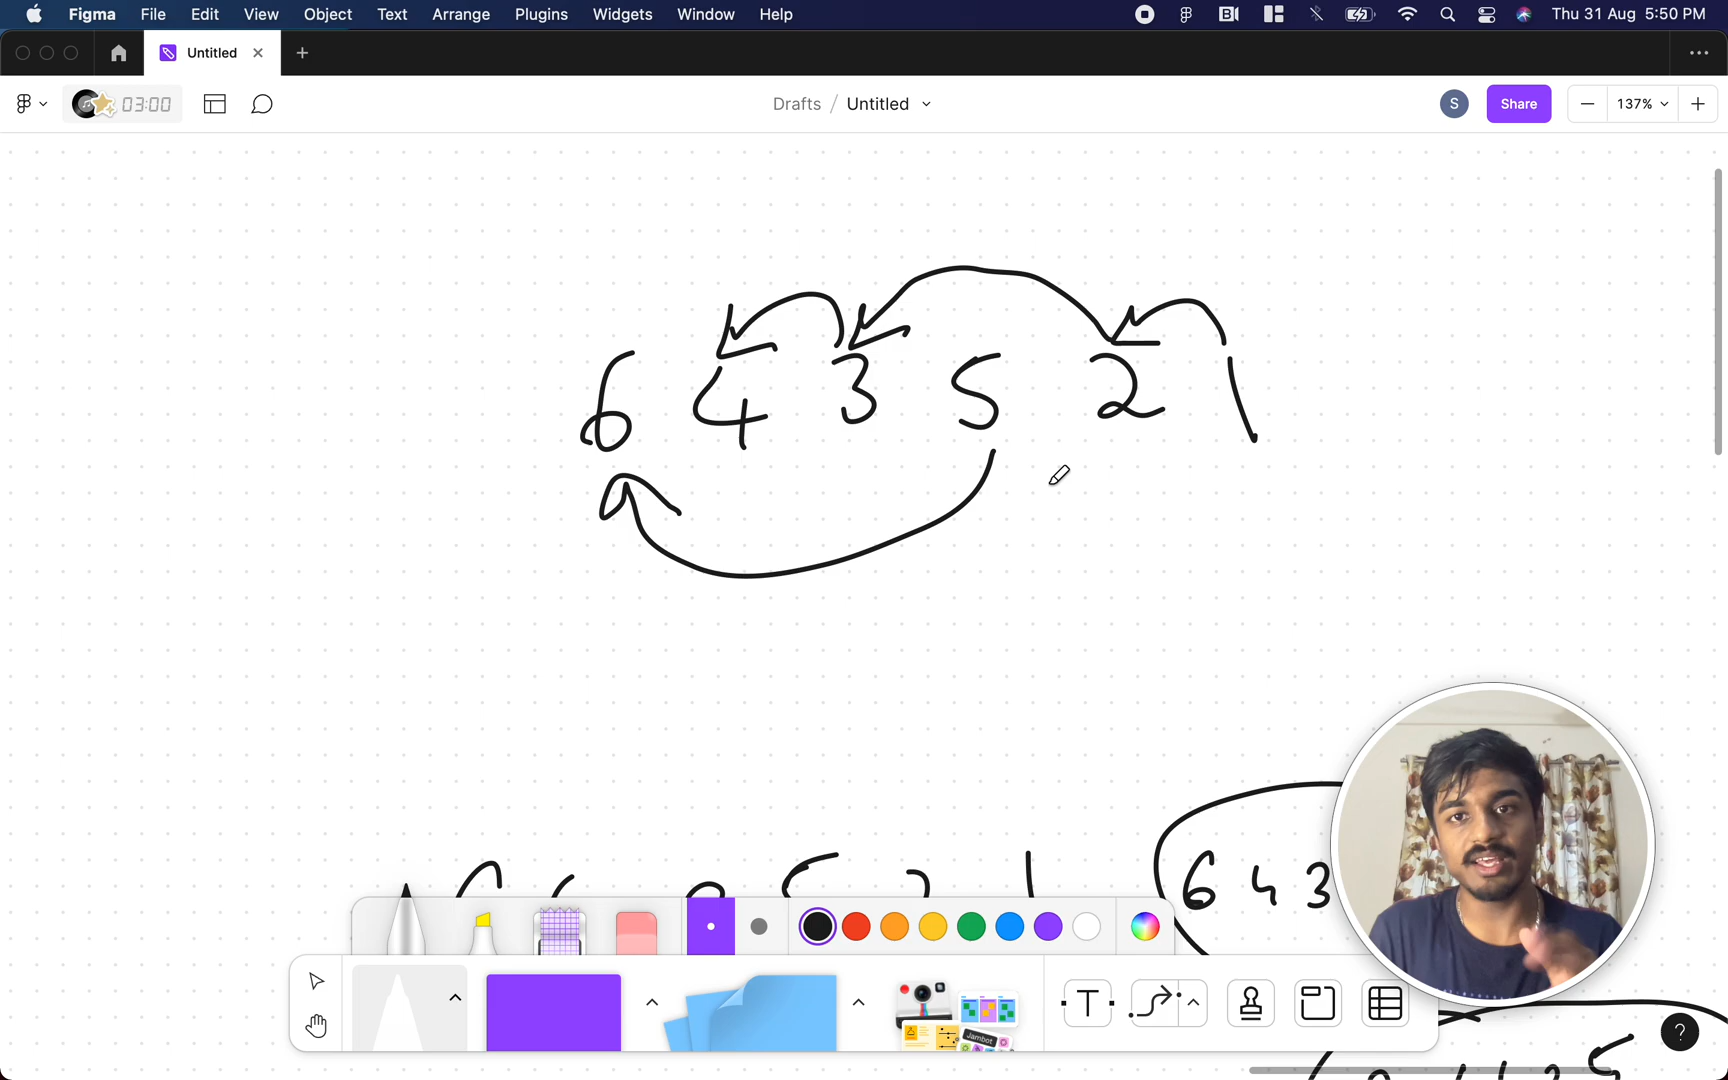 Figma File Edit View Object Text Arrange Plugins Widgets Window Help Thu 31 Aug 5:50 PM
Untitled
03:00 Drafts / Untitled S Share 137%
6 4 3 5 2 1
6 4 3
T
Jambot
?